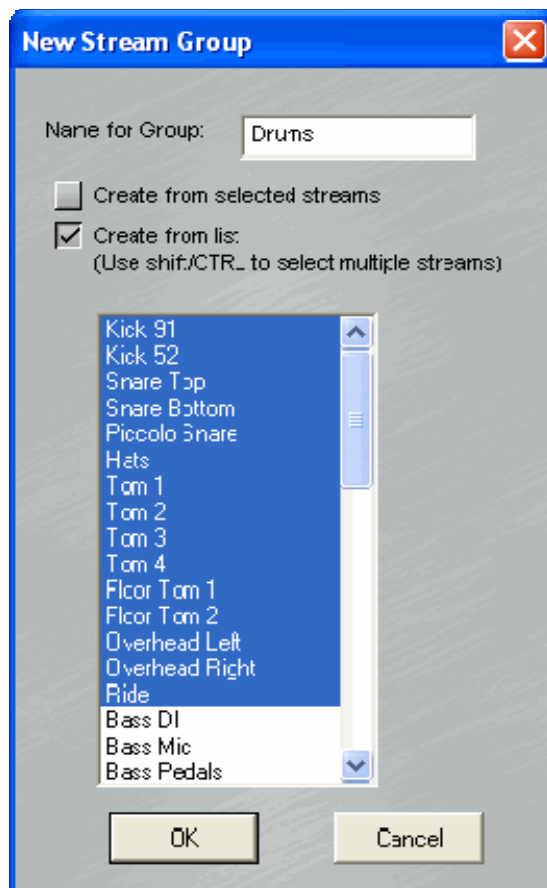 New Stream Group
Name for Group: Drums
Create from selected streams
Create from list
(Use shift/CTRL to select multiple streams)
Kick 91
Kick 52
Snare Top
Snare Bottom
Piccolo Snare
Hats
Tom 1
Tom 2
Tom 3
Tom 4
Floor Tom 1
Floor Tom 2
Overhead Left
Overhead Right
Ride
Bass DI
Bass Mic
Bass Pedals
OK Cancel